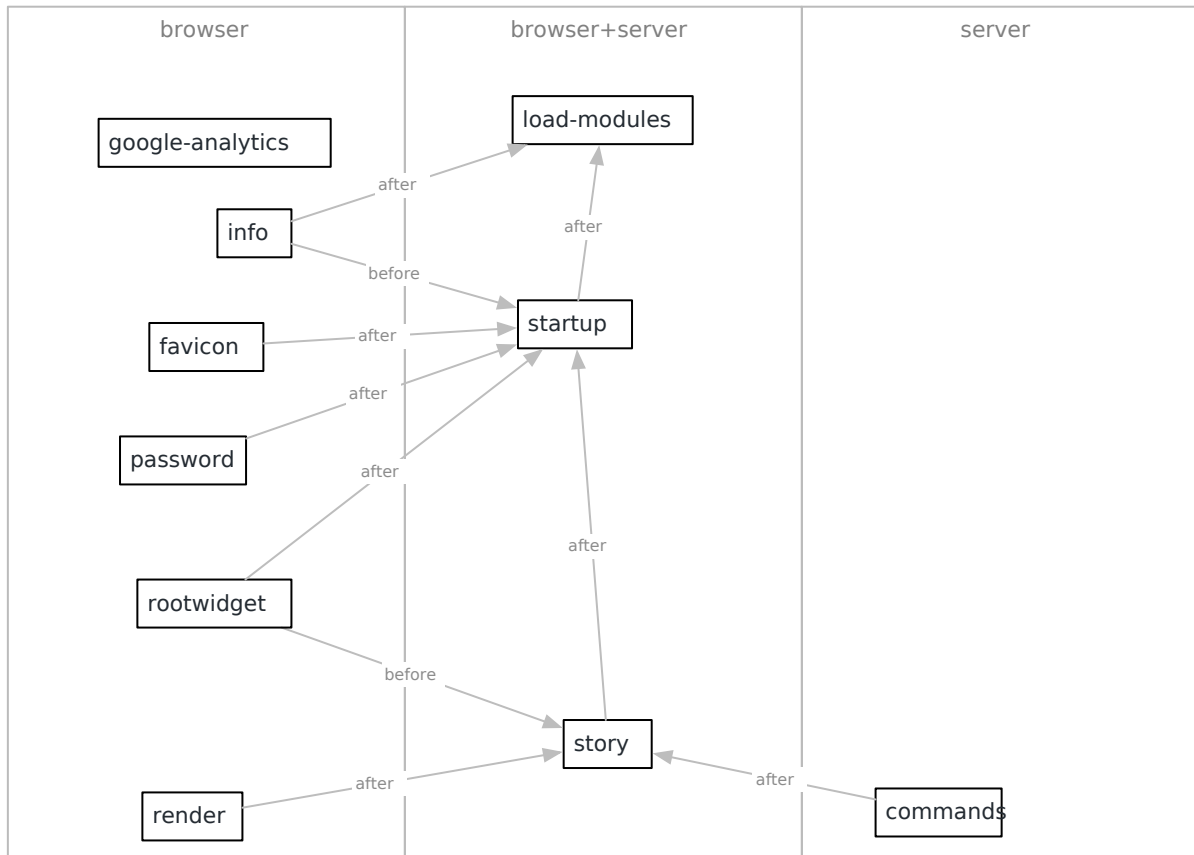 browser
browser+server
server
load-modules
google-analytics
after
info
after
before
startup
favicon
after
after
password
after
after
rootwidget
before
story
after
after
render
commands